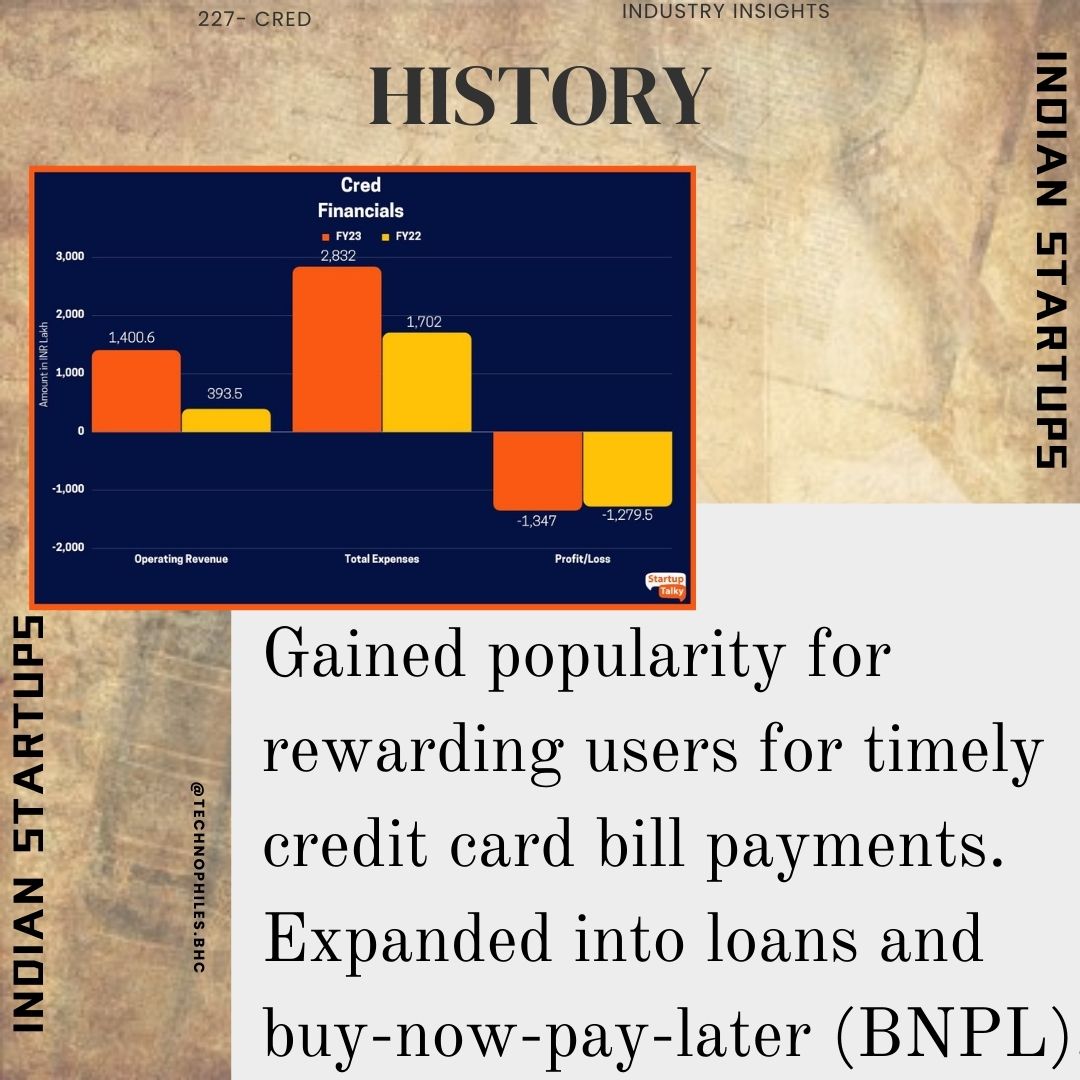 227- CRED
INDUSTRY INSIGHTS
HISTORY
INDIAN STARTUPS
Cred
Financials
FY23 FY22
3,000
2,000
1,000
0
-1,000
-2,000
Amount in INR Lakh
1,400.6
393.5
2,832
1,702
-1,347
-1,279.5
Operating Revenue
Total Expenses
Profit/Loss
Startup
Talky
INDIAN STARTUPS
@TECHNOPHILES.BHC
Gained popularity for
rewarding users for timely
credit card bill payments.
Expanded into loans and
buy-now-pay-later (BNPL).